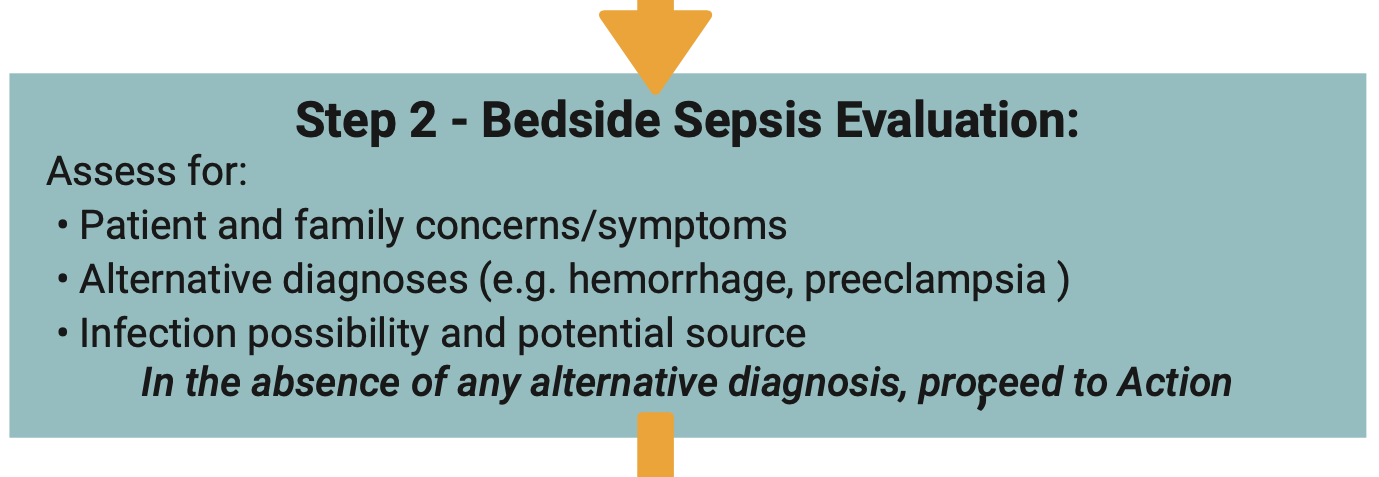 Step 2 - Bedside Sepsis Evaluation:
Assess for:
• Patient and family concerns/symptoms
• Alternative diagnoses (e.g. hemorrhage, preeclampsia )
• Infection possibility and potential source
In the absence of any alternative diagnosis, proceed to Action
;